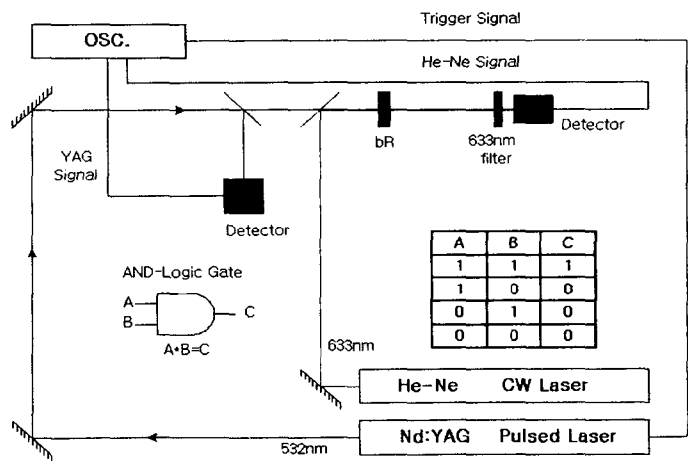 Trigger Signal
OSC.
He-Ne Signal
bR
633nm
filter
Detector
YAG
Signal
Detector
A B C
1 1 1
1 0 0
0 1 0
0 0 0
AND-Logic Gate
A
B
C
A•B=C
633nm
He-Ne CW Laser
Nd:YAG Pulsed Laser
532nm